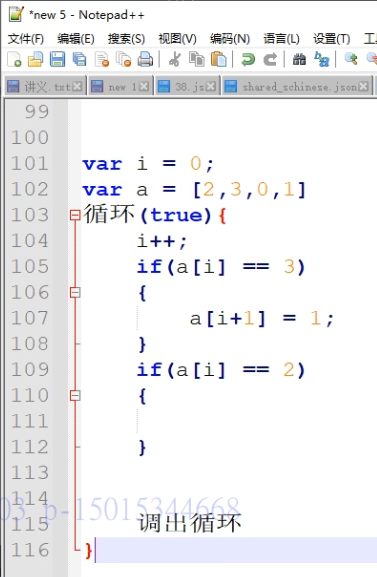 *new 5 - Notepad++
文件(F) 编辑(E) 搜索(S) 视图(V) 编码(N) 语言(L) 设置(T) 工
讲义.txt new 1 38.js shared_schinese.json
99
100
101 var i = 0;
102 var a = [2,3,0,1]
103 循环(true){
104 i++;
105 if(a[i] == 3)
106 {
107 a[i+1] = 1;
108 }
109 if(a[i] == 2)
110 {
111
112 }
113
114
03 p-15015344668
115 调出循环
116 }